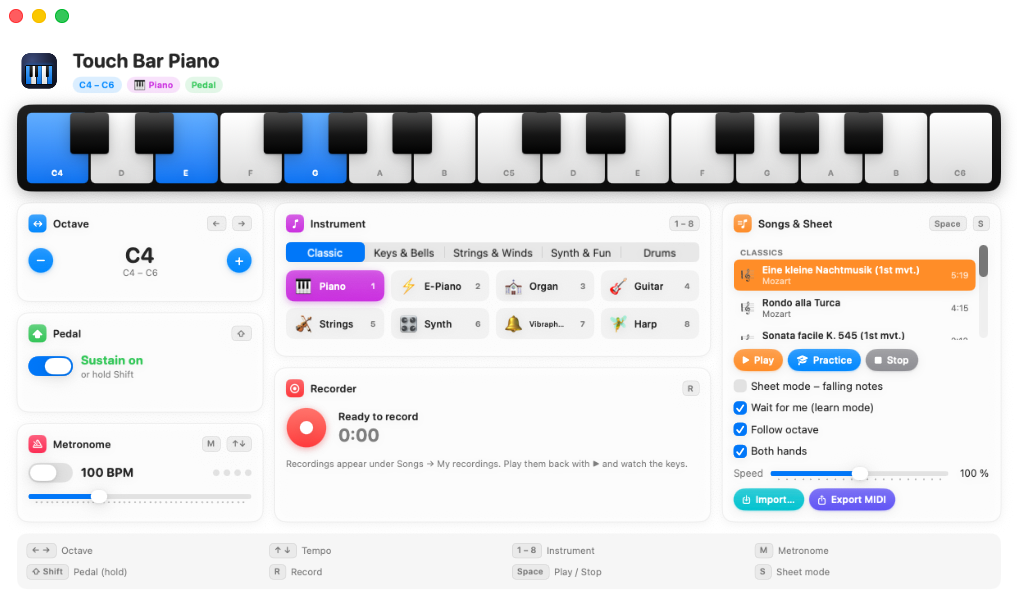 Touch Bar Piano
C4 – C6 Piano Pedal
C4 D E F G A B C5 D E F G A B C6
Octave ← →
− C4 +
C4 – C6
Pedal
Sustain on
or hold Shift
Metronome M ↑↓
100 BPM
Instrument 1 – 8
Classic Keys & Bells Strings & Winds Synth & Fun Drums
Piano 1 E-Piano 2 Organ 3 Guitar 4
Strings 5 Synth 6 Vibraph... 7 Harp 8
Recorder R
Ready to record
0:00
Recordings appear under Songs → My recordings. Play them back with ▶ and watch the keys.
Songs & Sheet Space S
CLASSICS
Eine kleine Nachtmusik (1st mvt.) 5:19
Mozart
Rondo alla Turca 4:15
Mozart
Sonata facile K. 545 (1st mvt.)
Play Practice Stop
Sheet mode – falling notes
Wait for me (learn mode)
Follow octave
Both hands
Speed 100 %
Import... Export MIDI
← → Octave ↑ ↓ Tempo 1 – 8 Instrument M Metronome
Shift Pedal (hold) R Record Space Play / Stop S Sheet mode